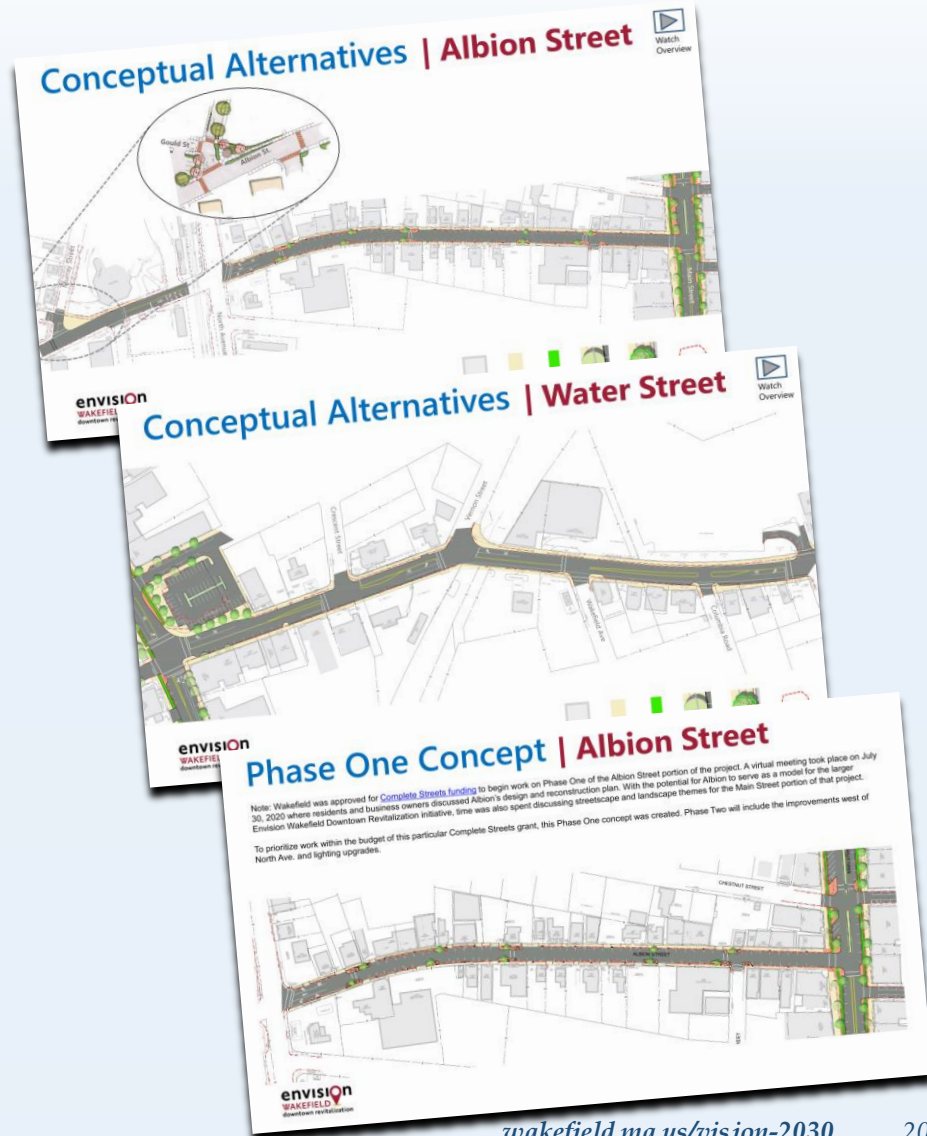 Conceptual Alternatives | Albion Street
Watch
Overview
Gould St
Albion St.
North Avenue
Main Street
envision
WAKEFIEL
downtown re
Conceptual Alternatives | Water Street
Watch
Overview
Crescent Street
Vernon Street
Wakefield Ave
Columbia Road
envision
WAKEFIEL
Phase One Concept | Albion Street
Note: Wakefield was approved for Complete Streets funding to begin work on Phase One of the Albion Street portion of the project. A virtual meeting took place on July
30, 2020 where residents and business owners discussed Albion's design and reconstruction plan. With the potential for Albion to serve as a model for the larger
Envision Wakefield Downtown Revitalization initiative, time was also spent discussing streetscape and landscape themes for the Main Street portion of that project.
To prioritize work within the budget of this particular Complete Streets grant, this Phase One concept was created. Phase Two will include the improvements west of
North Ave. and lighting upgrades.
CHESTNUT STREET
ALBION STREET
envision
WAKEFIELD
downtown revitalization
wakefield.ma.us/vision-2030 20